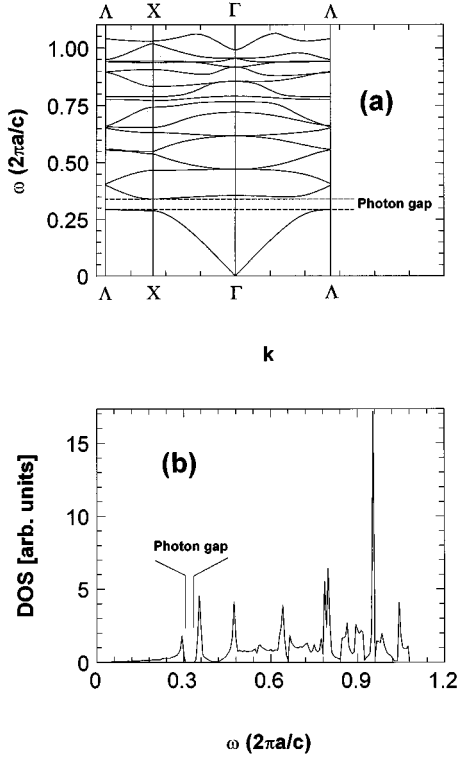 Λ X Γ Λ
1.00
0.75
0.50
0.25
0
ω (2πa/c)
(a)
Photon gap
Λ X Γ Λ
k
15
10
5
0
DOS [arb. units]
(b)
Photon gap
0 0.3 0.6 0.9 1.2
ω (2πa/c)